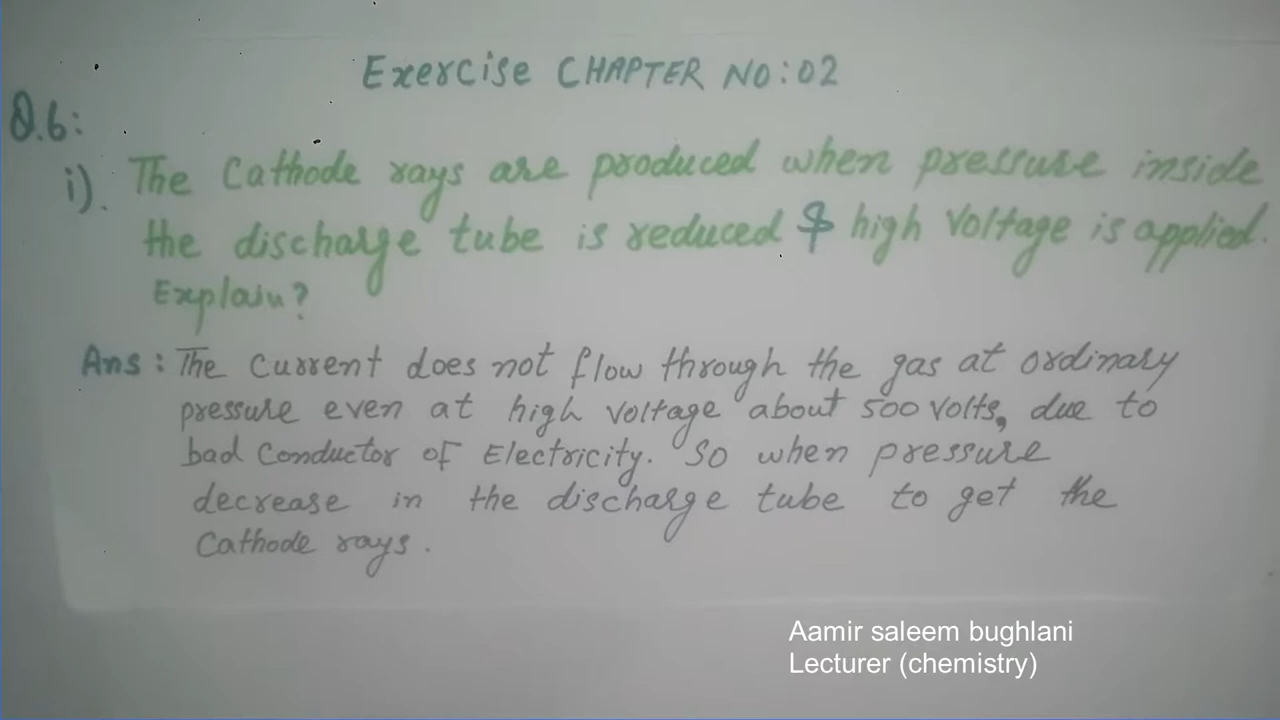 Exercise CHAPTER NO:02
Q.6:
i). The Cathode rays are produced when pressure inside
the discharge tube is reduced & high Voltage is applied.
Explain?
Ans: The Current does not flow through the gas at ordinary
pressure even at high voltage about 500 volts, due to
bad Conductor of Electricity. So when pressure
decrease in the discharge tube to get the
Cathode rays.
Aamir saleem bughlani
Lecturer (chemistry)